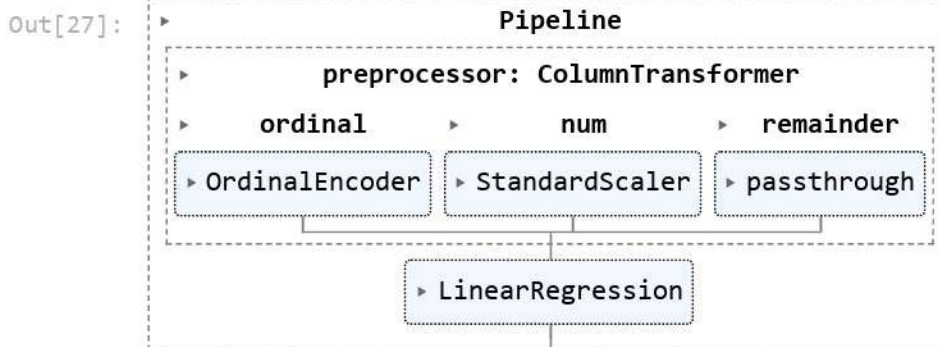 Out[27]:
Pipeline
preprocessor: ColumnTransformer
ordinal num remainder
OrdinalEncoder StandardScaler passthrough
LinearRegression